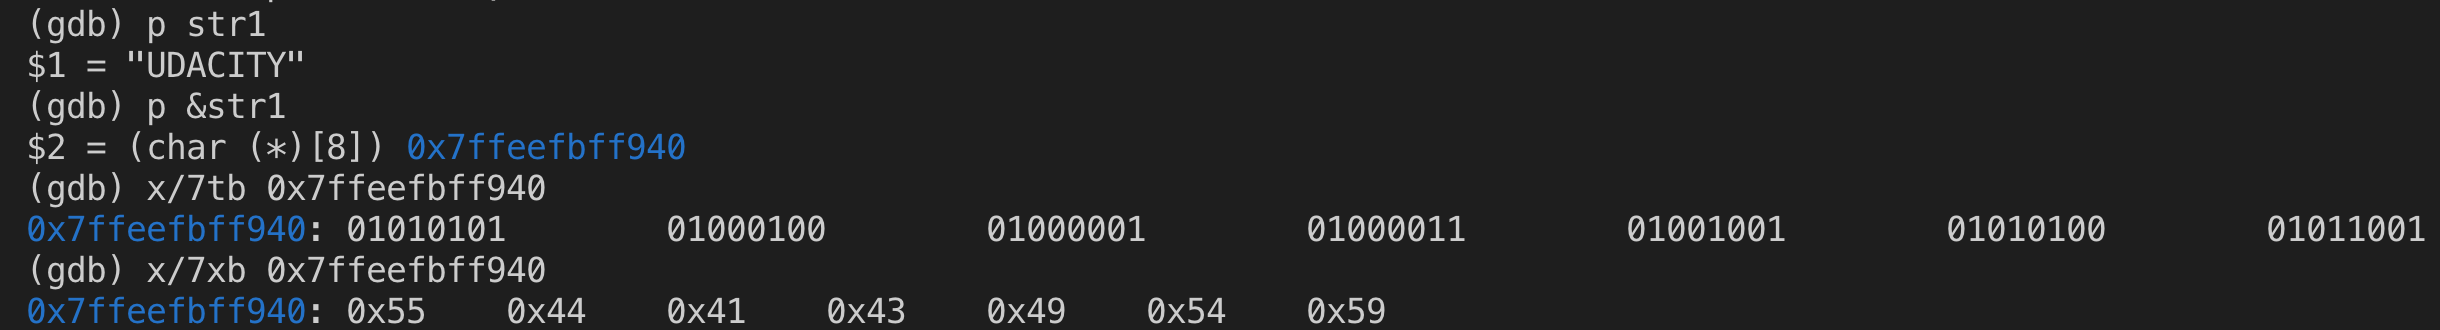 (gdb) p str1
$1 = "UDACITY"
(gdb) p &str1
$2 = (char (*)[8]) 0x7ffeefbff940
(gdb) x/7tb 0x7ffeefbff940
0x7ffeefbff940: 01010101 01000100 01000001 01000011 01001001 01010100 01011001
(gdb) x/7xb 0x7ffeefbff940
0x7ffeefbff940: 0x55 0x44 0x41 0x43 0x49 0x54 0x59